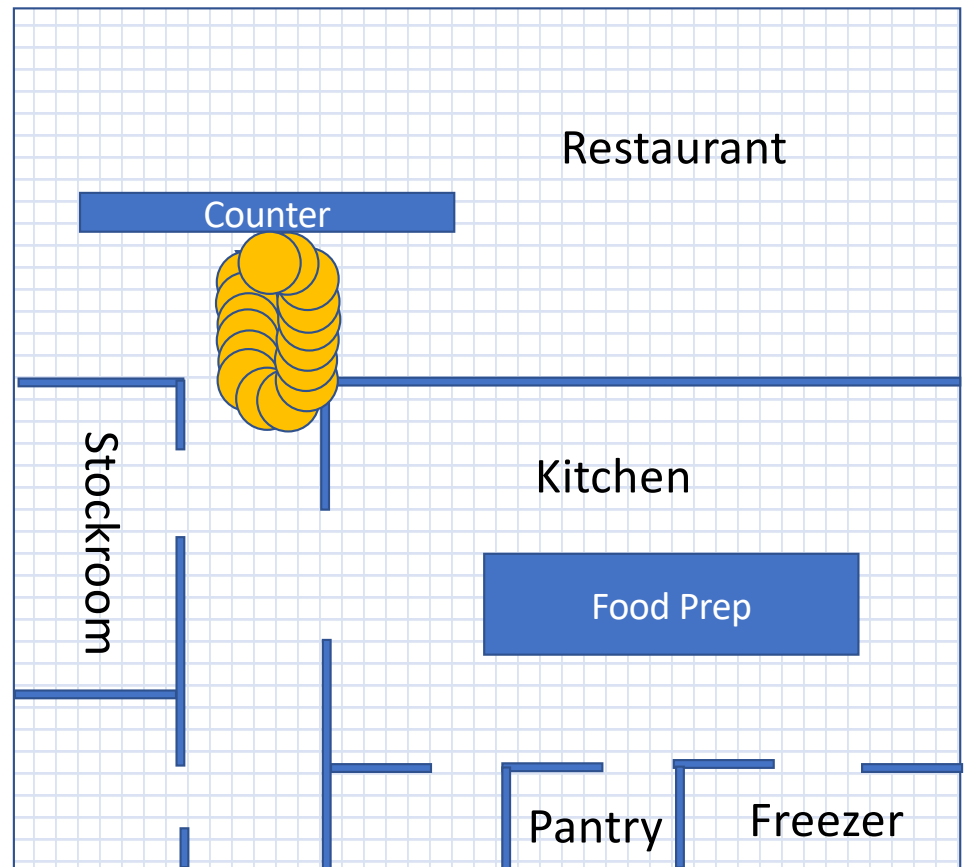 Restaurant
Counter
Stockroom
Kitchen
Food Prep
Pantry
Freezer